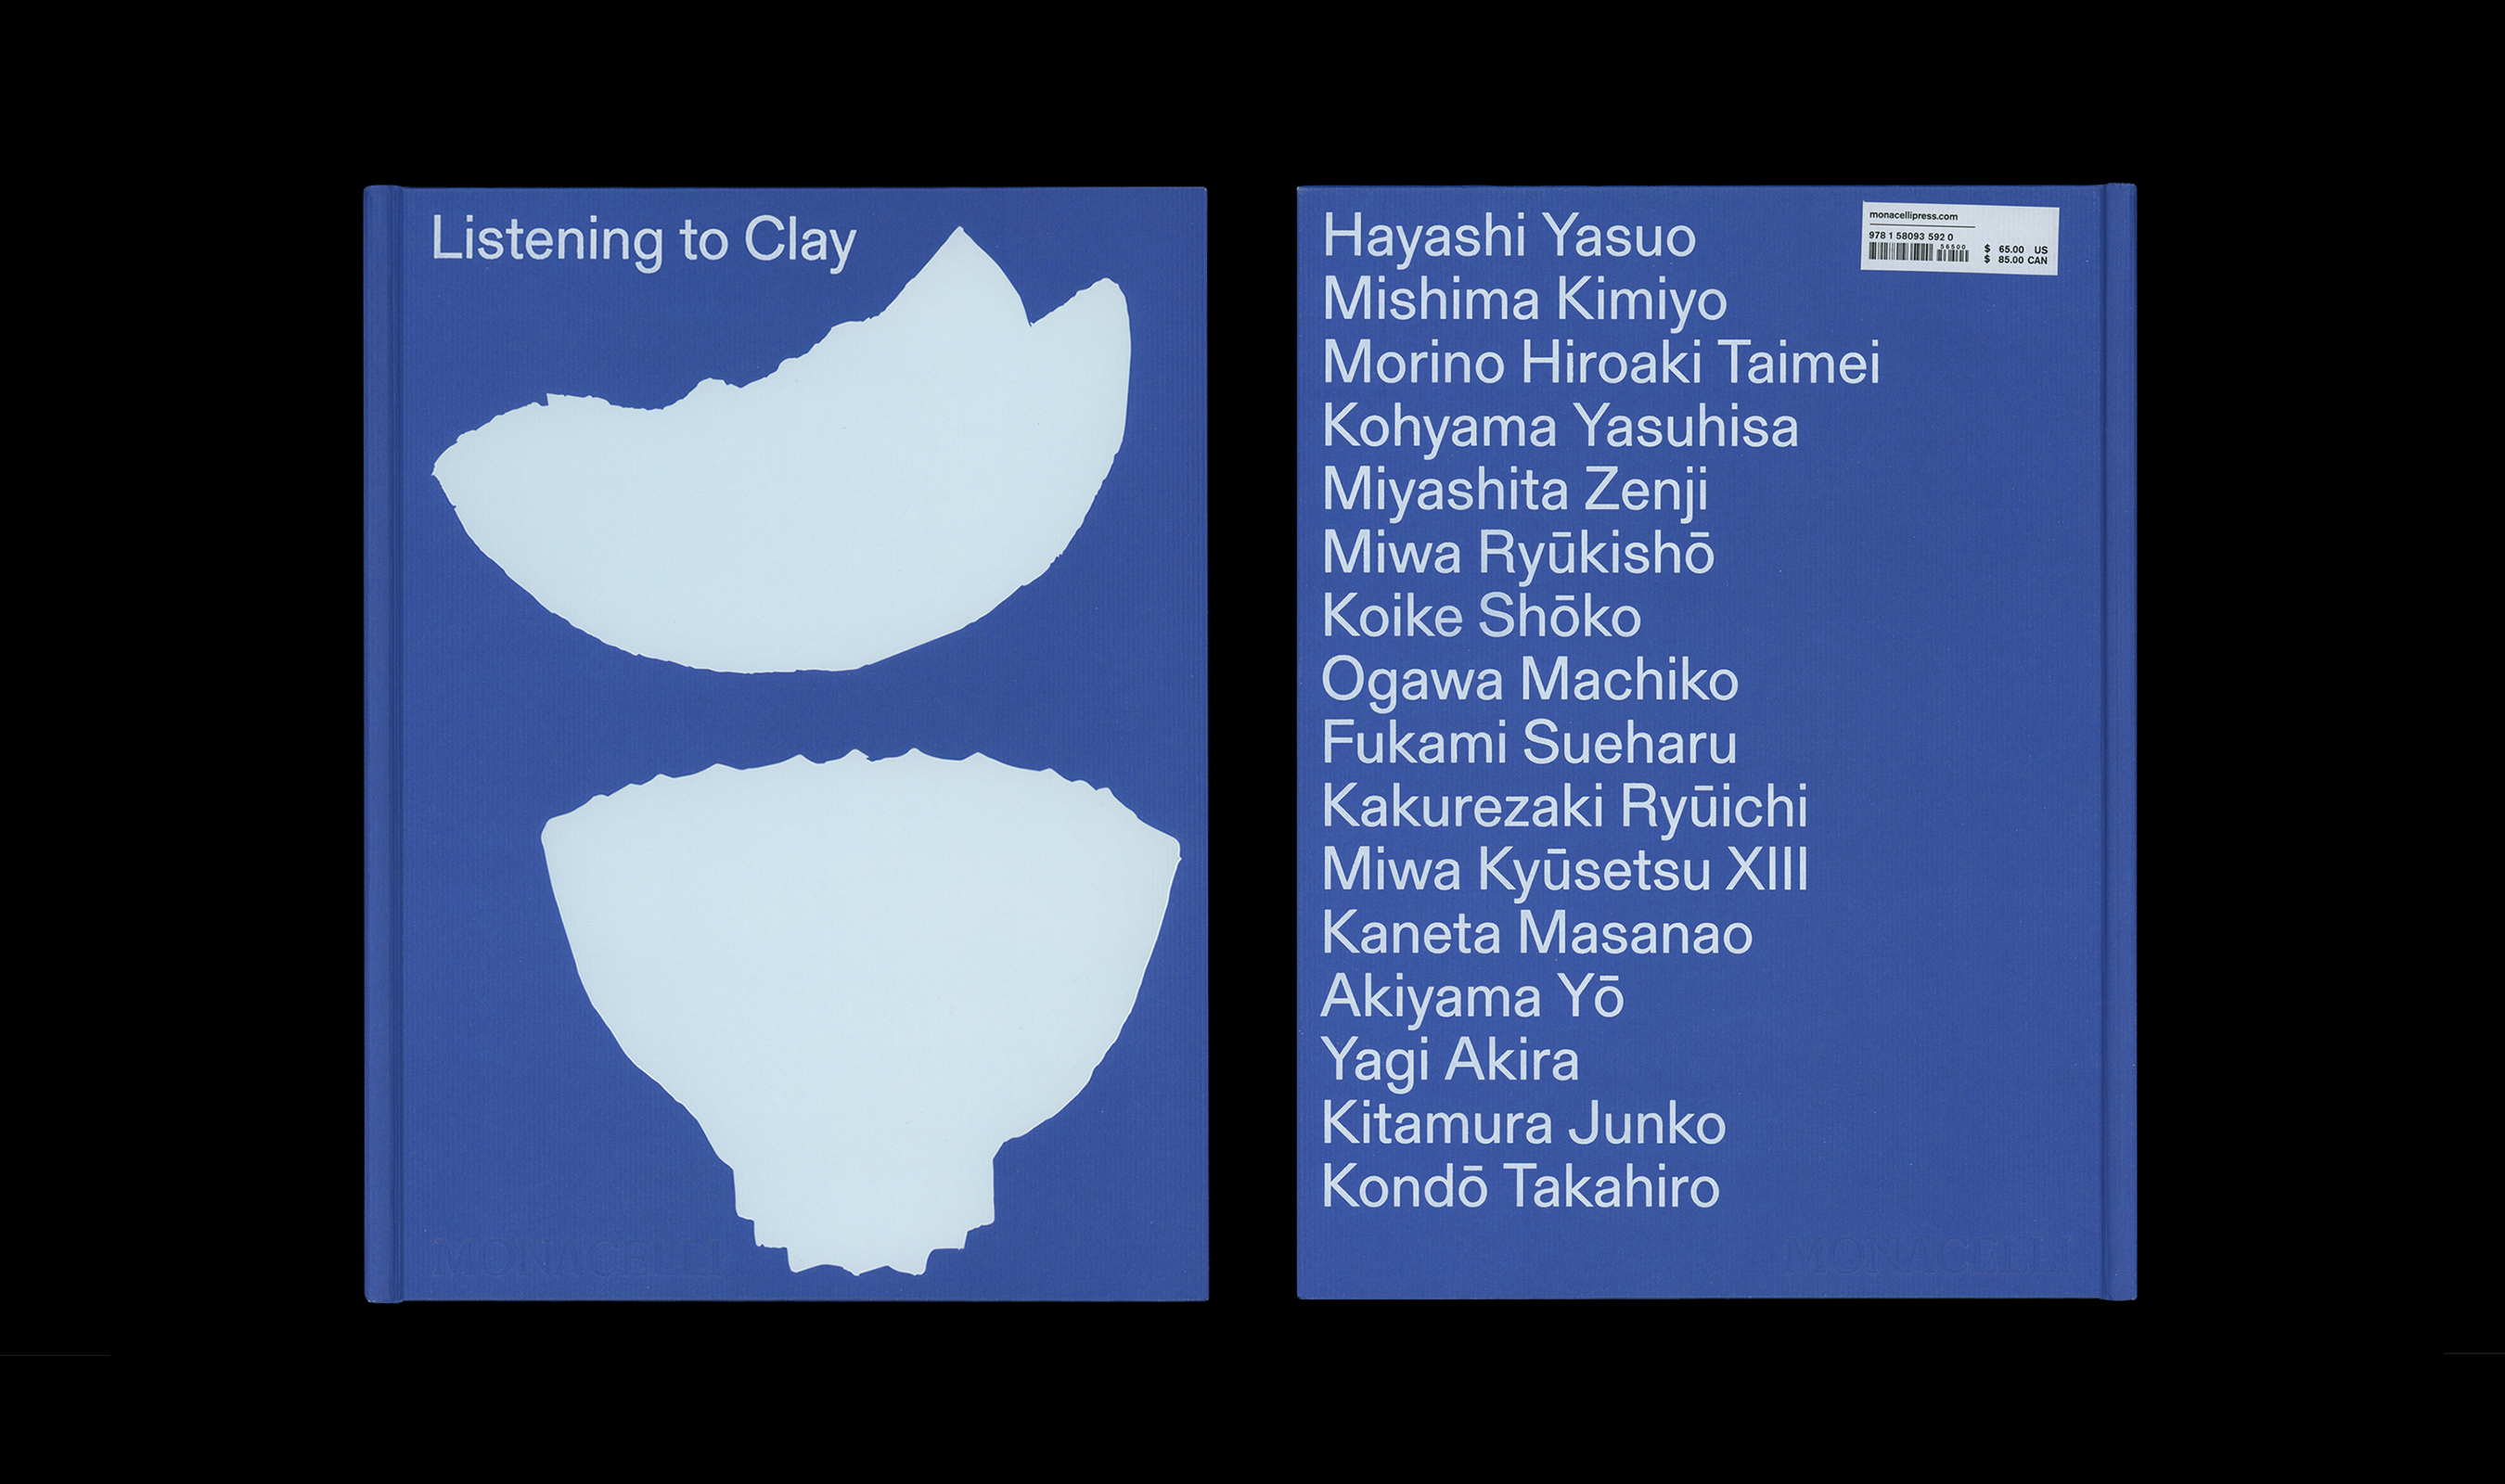 Listening to Clay
MONACELLI
Hayashi Yasuo
Mishima Kimiyo
Morino Hiroaki Taimei
Kohyama Yasuhisa
Miyashita Zenji
Miwa Ryūkishō
Koike Shōko
Ogawa Machiko
Fukami Sueharu
Kakurezaki Ryūichi
Miwa Kyūsetsu XIII
Kaneta Masanao
Akiyama Yō
Yagi Akira
Kitamura Junko
Kondō Takahiro
monacellipress.com
978 1 58093 592 0
56500
$ 65.00 US
$ 85.00 CAN
MONACELLI